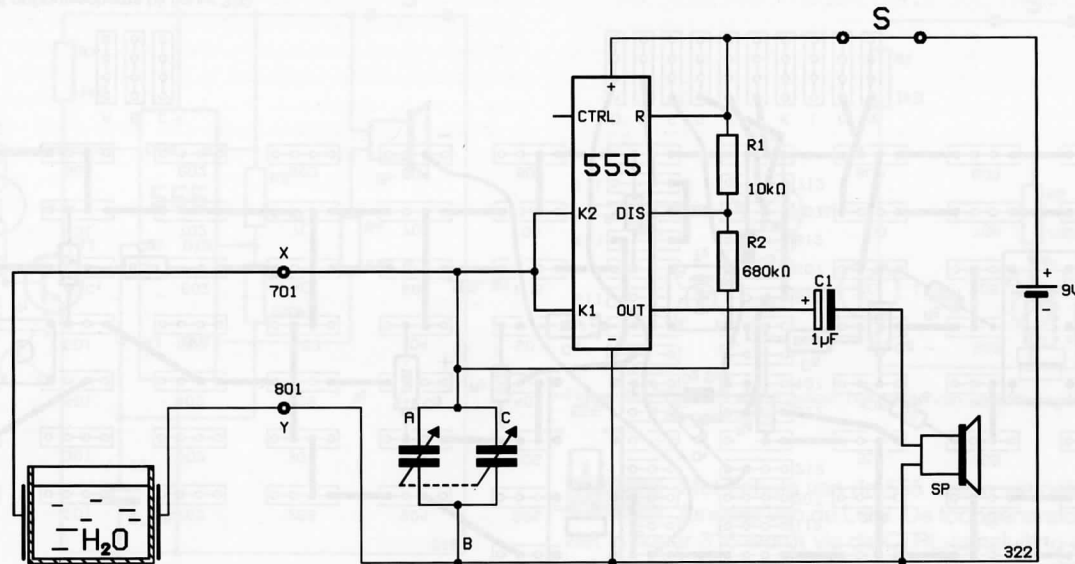 S
+
CTRL
R
R1
555
10kΩ
K2
DIS
X
R2
701
680kΩ
C1
+
9V
K1
OUT
+
1µF
-
-
801
Y
A
C
SP
H₂O
B
322